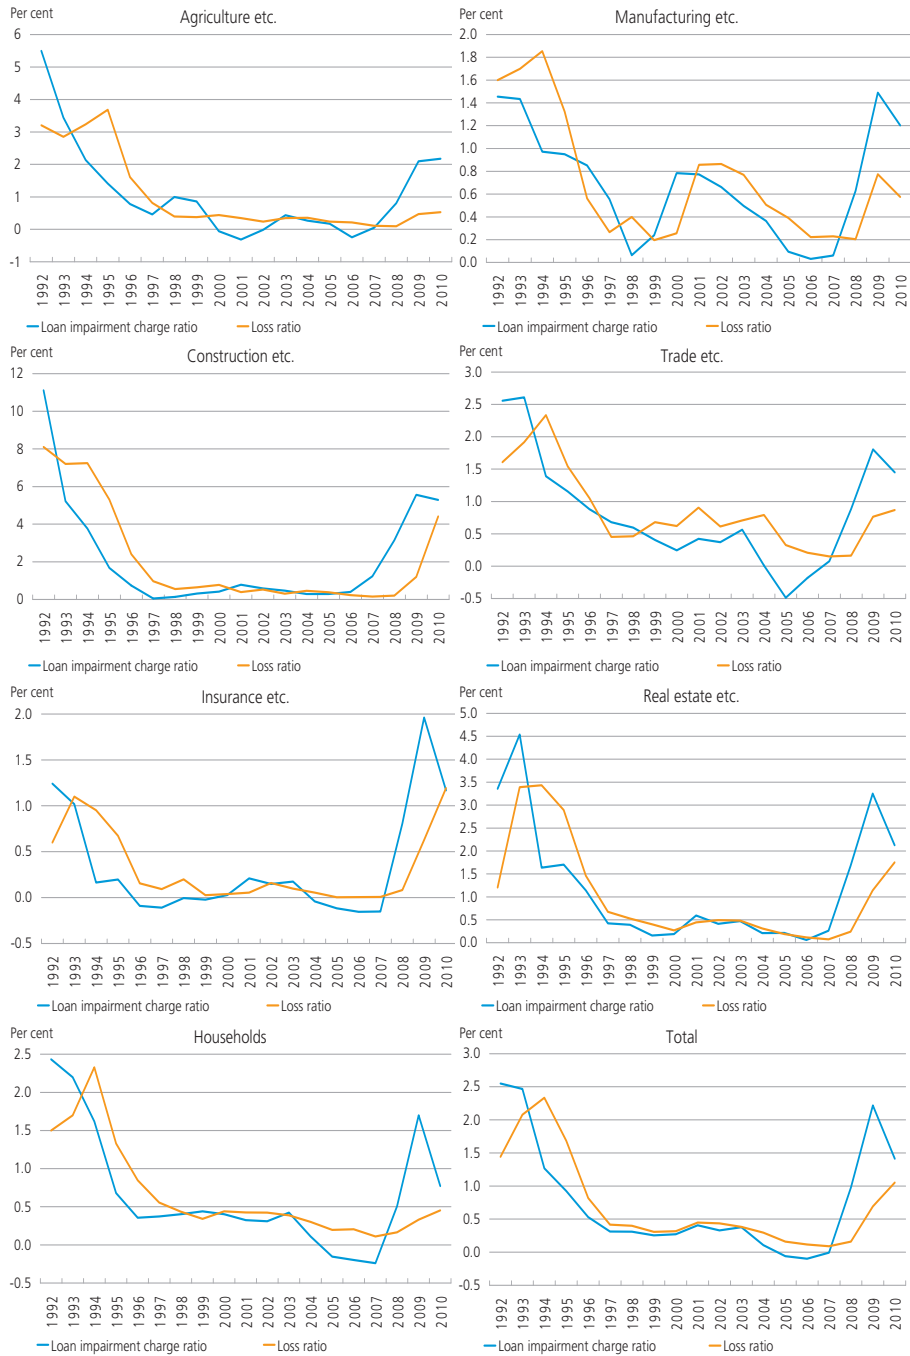 Per cent
Agriculture etc.
6
5
4
3
2
1
0
-1
1992 1993 1994 1995 1996 1997 1998 1999 2000 2001 2002 2003 2004 2005 2006 2007 2008 2009 2010
Loan impairment charge ratio Loss ratio
Per cent
Manufacturing etc.
2.0
1.8
1.6
1.4
1.2
1.0
0.8
0.6
0.4
0.2
0.0
1992 1993 1994 1995 1996 1997 1998 1999 2000 2001 2002 2003 2004 2005 2006 2007 2008 2009 2010
Loan impairment charge ratio Loss ratio
Per cent
Construction etc.
12
10
8
6
4
2
0
1992 1993 1994 1995 1996 1997 1998 1999 2000 2001 2002 2003 2004 2005 2006 2007 2008 2009 2010
Loan impairment charge ratio Loss ratio
Per cent
Trade etc.
3.0
2.5
2.0
1.5
1.0
0.5
0.0
-0.5
1992 1993 1994 1995 1996 1997 1998 1999 2000 2001 2002 2003 2004 2005 2006 2007 2008 2009 2010
Loan impairment charge ratio Loss ratio
Per cent
Insurance etc.
2.0
1.5
1.0
0.5
0.0
-0.5
1992 1993 1994 1995 1996 1997 1998 1999 2000 2001 2002 2003 2004 2005 2006 2007 2008 2009 2010
Loan impairment charge ratio Loss ratio
Per cent
Real estate etc.
5.0
4.5
4.0
3.5
3.0
2.5
2.0
1.5
1.0
0.5
0.0
1992 1993 1994 1995 1996 1997 1998 1999 2000 2001 2002 2003 2004 2005 2006 2007 2008 2009 2010
Loan impairment charge ratio Loss ratio
Per cent
Households
2.5
2.0
1.5
1.0
0.5
0.0
-0.5
1992 1993 1994 1995 1996 1997 1998 1999 2000 2001 2002 2003 2004 2005 2006 2007 2008 2009 2010
Loan impairment charge ratio Loss ratio
Per cent
Total
3.0
2.5
2.0
1.5
1.0
0.5
0.0
-0.5
1992 1993 1994 1995 1996 1997 1998 1999 2000 2001 2002 2003 2004 2005 2006 2007 2008 2009 2010
Loan impairment charge ratio Loss ratio